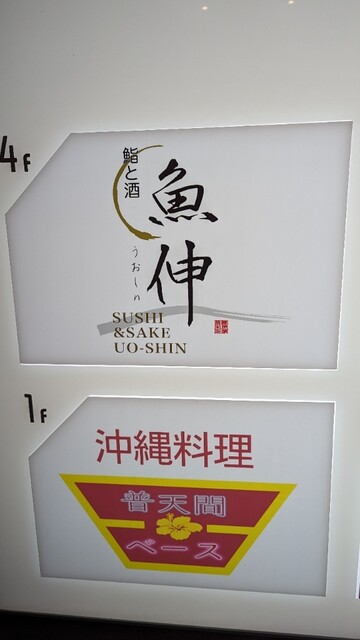 4F
鮨と酒
魚伸
うおしん
SUSHI
&SAKE
UO-SHIN
1F
沖縄料理
普天間
ベース